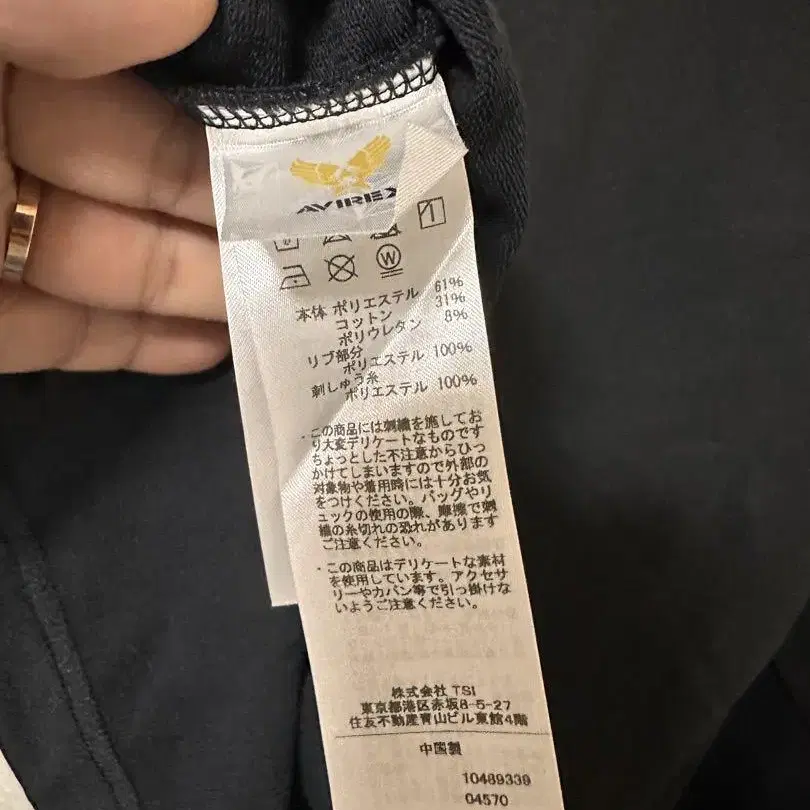 AVIREX
W
本体 ポリエステル 61%
コットン 31%
ポリウレタン 8%
リブ部分
ポリエステル 100%
刺しゅう糸
ポリエステル 100%
・この商品には刺繍を施してお
り大変デリケートなものです
ちょっとした不注意からひっ
かけてしまいますので外部の
対象物や着用時には十分お気
をつけください。バッグやリ
ュックの使用の際、摩擦で刺
繍の糸切れの恐れがあります
ご注意ください。
・この商品はデリケートな素材
を使用しています。アクセサ
リーやカバン等で引っ掛けな
いようご注意ください。
株式会社 TSI
東京都港区赤坂8-5-27
住友不動産青山ビル東館4階
中国製
10489339
04570